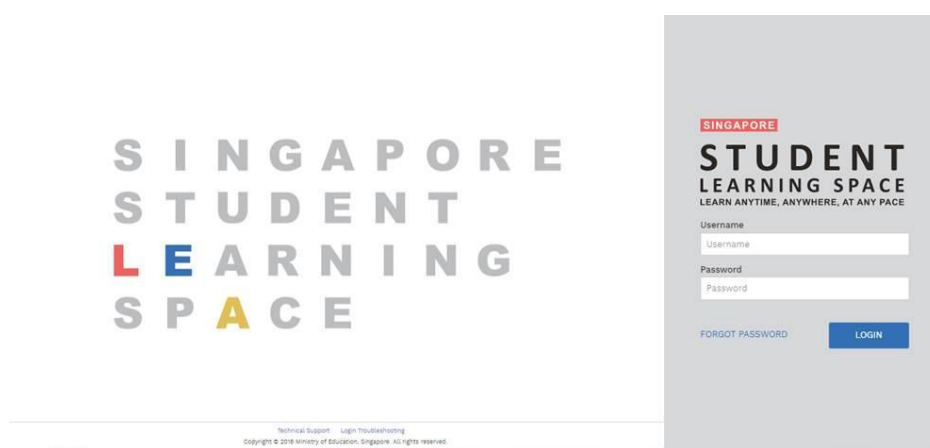 SINGAPORE
STUDENT
LEARNING
SPACE
SINGAPORE
STUDENT
LEARNING SPACE
LEARN ANYTIME, ANYWHERE, AT ANY PACE
Username
Username
Password
Password
FORGOT PASSWORD LOGIN
Technical Support Login Troubleshooting
Copyright © 2018 Ministry of Education, Singapore. All rights reserved.